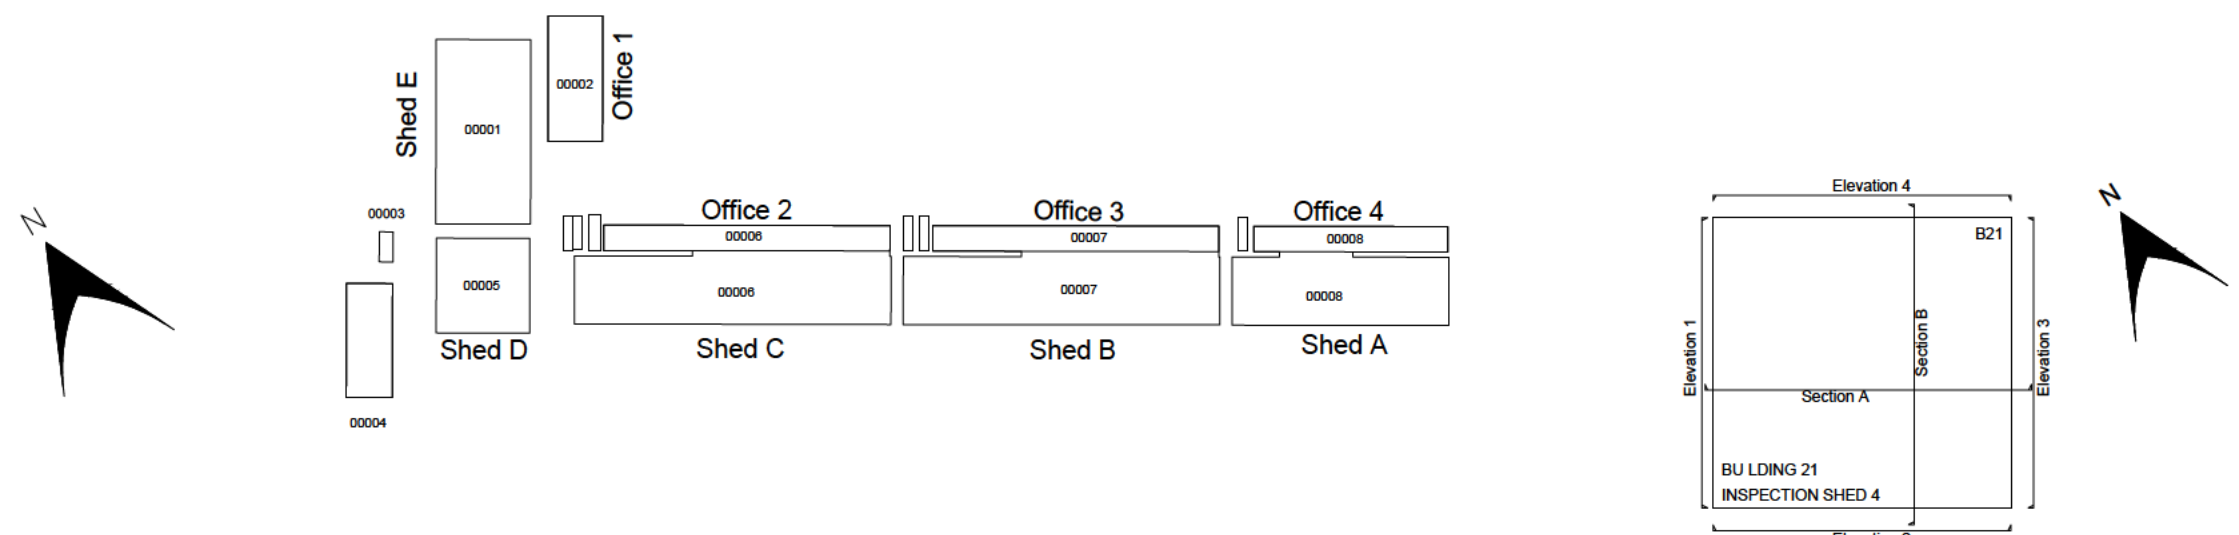 N
Shed E
00001
00002
Office 1
00003
00004
00005
Shed D
Office 2
00006
00006
Shed C
Office 3
00007
00007
Shed B
Office 4
00008
00008
Shed A
Elevation 4
B21
Elevation 1
Section B
Section A
Elevation 3
BU LDING 21
INSPECTION SHED 4
N